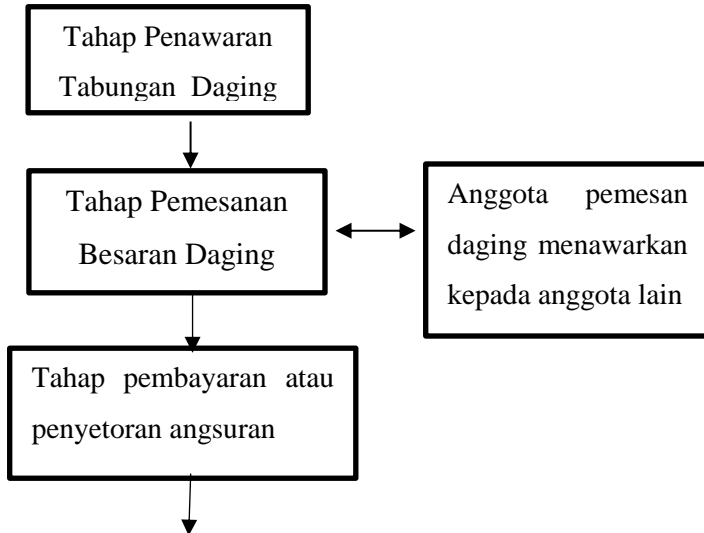 Tahap Penawaran
Tabungan Daging
Tahap Pemesanan
Besaran Daging
Anggota pemesan
daging menawarkan
kepada anggota lain
Tahap pembayaran atau
penyetoran angsuran